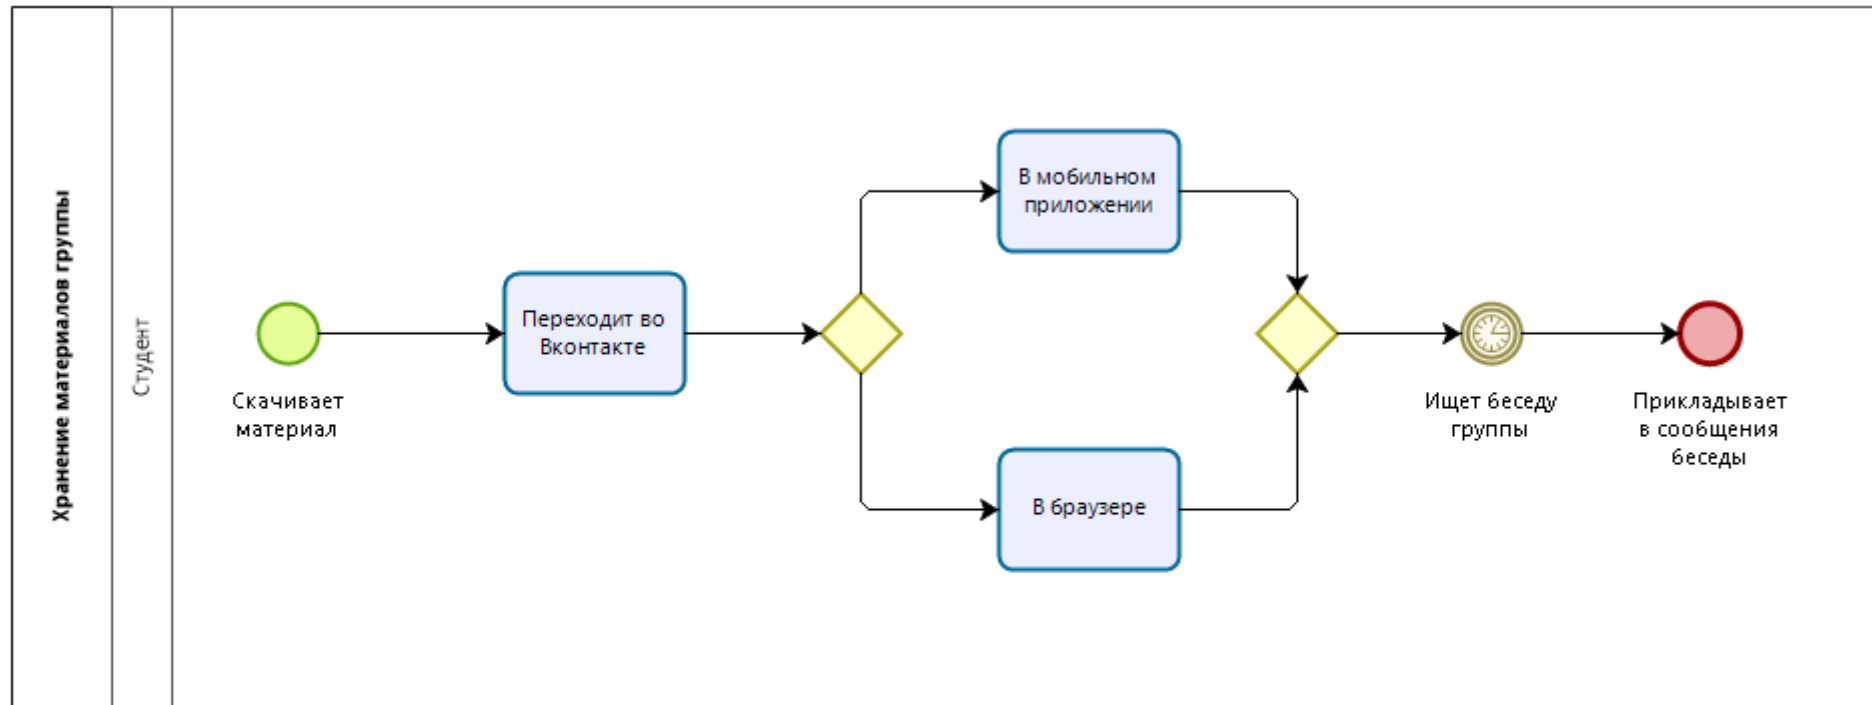 Хранение материалов группы
Студент
Скачивает
материал
Переходит во
Вконтакте
В мобильном
приложении
В браузере
Ищет беседу
группы
Прикладывает
в сообщения
беседы